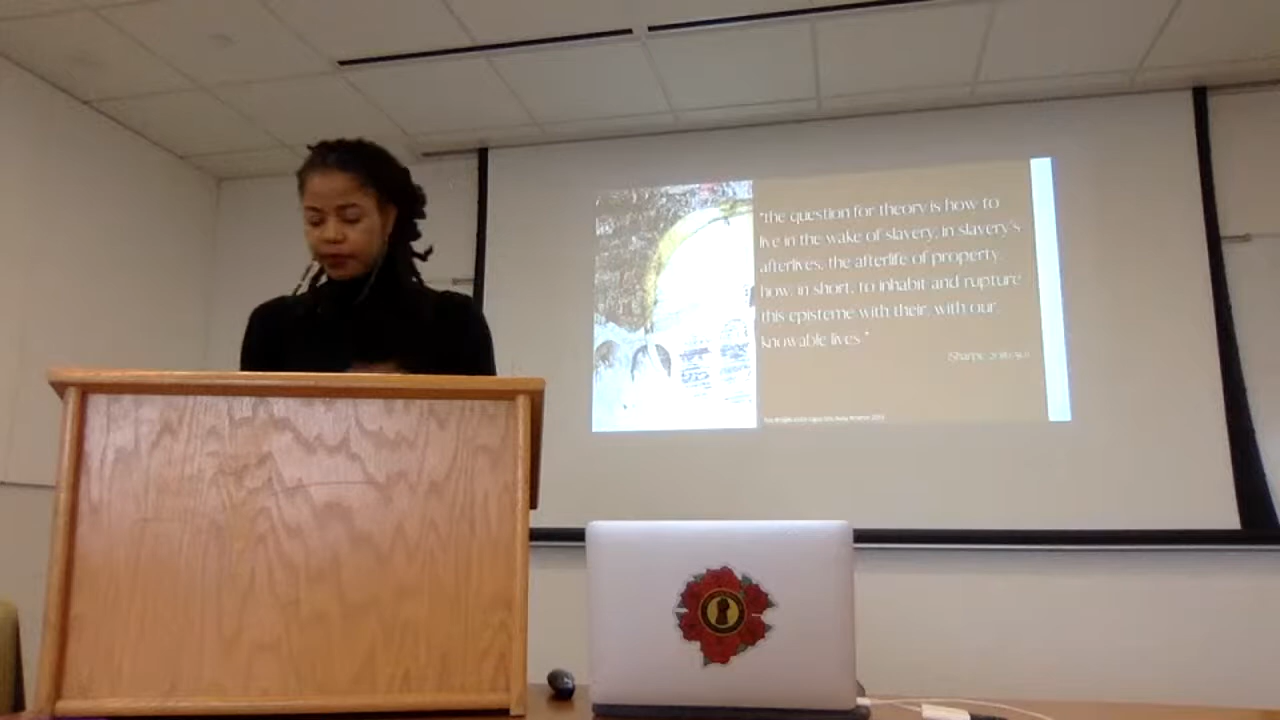 "the question for theory is how to
live in the wake of slavery, in slavery's
afterlives, the afterlife of property
how, in short, to inhabit and rupture
this episteme with their, with our,
knowable lives."
(Sharpe